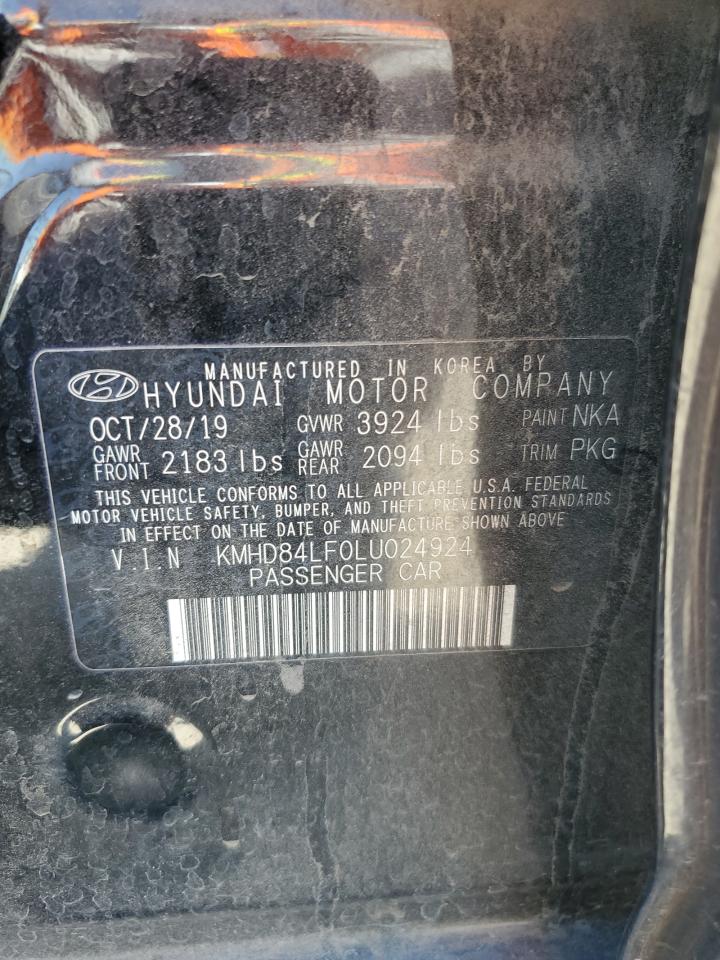 MANUFACTURED IN KOREA BY
HYUNDAI MOTOR COMPANY
OCT/28/19 GVWR 3924 lbs PAINT NKA
GAWR FRONT 2183 lbs GAWR REAR 2094 lbs TRIM PKG
THIS VEHICLE CONFORMS TO ALL APPLICABLE U.S.A. FEDERAL
MOTOR VEHICLE SAFETY, BUMPER, AND THEFT PREVENTION STANDARDS
IN EFFECT ON THE DATE OF MANUFACTURE SHOWN ABOVE
V.I.N KMHD84LF0LU024924
PASSENGER CAR